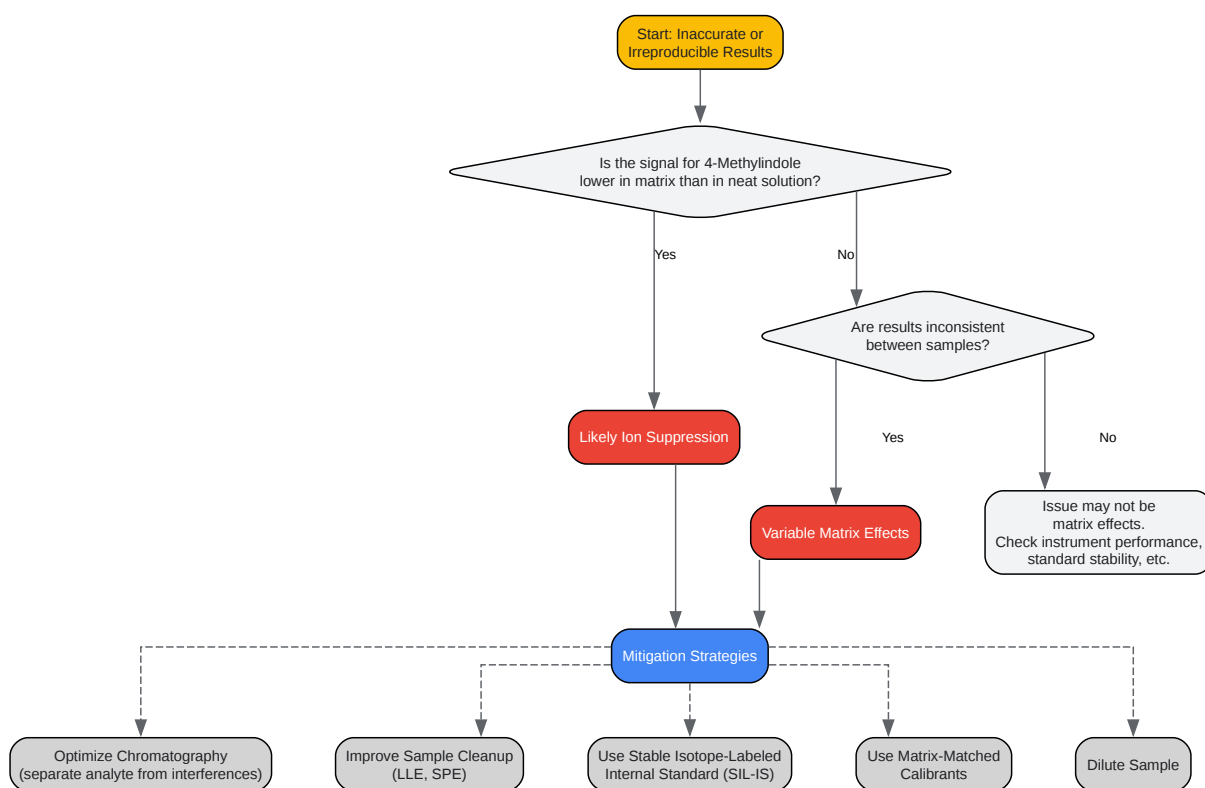 Start: Inaccurate or
Irreproducible Results
Is the signal for 4-Methylindole
lower in matrix than in neat solution?
Yes
No
Are results inconsistent
between samples?
Likely Ion Suppression
Yes
No
Variable Matrix Effects
Issue may not be
matrix effects.
Check instrument performance,
standard stability, etc.
Mitigation Strategies
Optimize Chromatography
(separate analyte from interferences)
Improve Sample Cleanup
(LLE, SPE)
Use Stable Isotope-Labeled
Internal Standard (SIL-IS)
Use Matrix-Matched
Calibrants
Dilute Sample